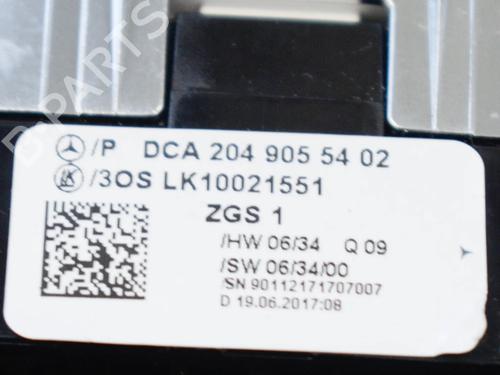 B-PARTS
/P DCA 204 905 54 02
LK /3OS LK10021551
ZGS 1
/HW 06/34 Q 09
/SW 06/34/00
/SN 90112171707007
D 19.06.2017:08